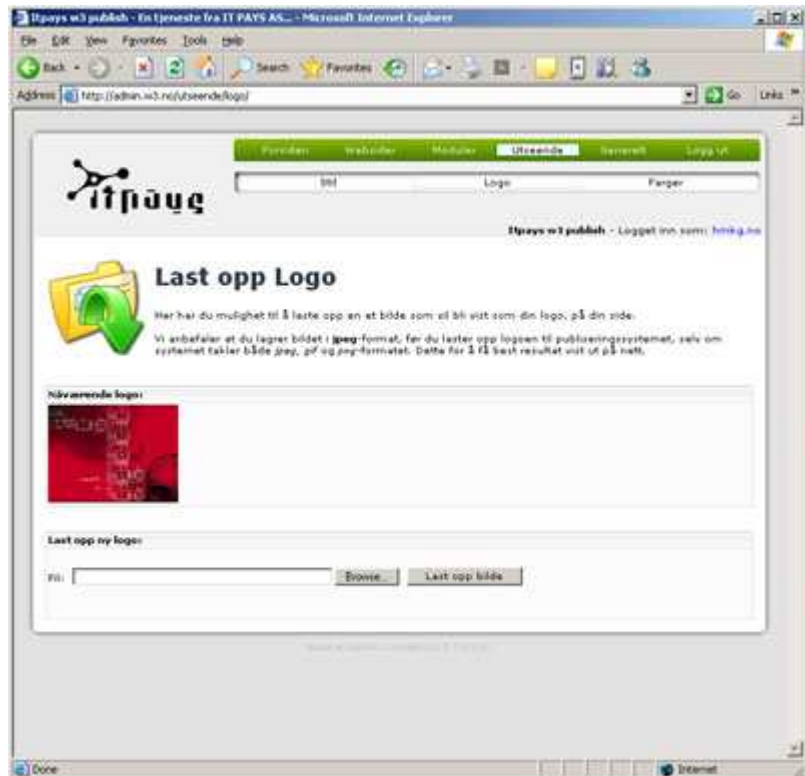 Itpays w3 publish - En tjeneste fra IT PAYS AS... - Microsoft Internet Explorer
File Edit View Favorites Tools Help
Back Search Favorites
Address http://admin.w3.no/utseende/logo/ Go Links
Forsiden Websider Moduler Utseende Generelt Logg ut
itpays
Stil Logo Farger
Itpays w3 publish - Logget inn som:
Last opp Logo
Her har du mulighet til å laste opp en et bilde som vil bli vist som din logo, på din side.
Vi anbefaler at du lagrer bildet i jpeg-format, før du laster opp logoen til publiseringssystemet, selv om
systemet takler både jpeg, gif og png-formatet. Dette for å få best resultat vist ut på nett.
Nåværende logo:
Last opp ny logo:
Fil: Browse... Last opp bilde
Done Internet